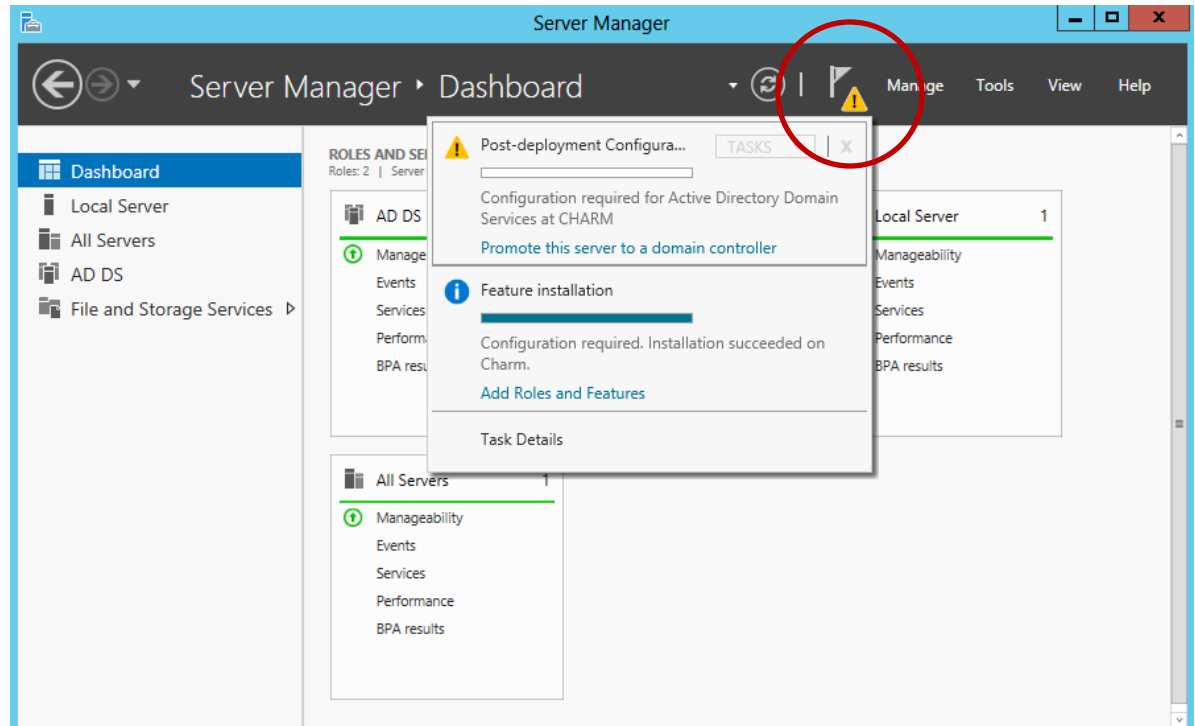 Server Manager
Server Manager • Dashboard
Manage Tools View Help
Dashboard
Local Server
All Servers
AD DS
File and Storage Services
ROLES AND SE
Roles: 2 | Server
AD DS
Manage
Events
Services
Perform
BPA resu
Post-deployment Configura... TASKS X
Configuration required for Active Directory Domain
Services at CHARM
Promote this server to a domain controller
Feature installation
Configuration required. Installation succeeded on
Charm.
Add Roles and Features
Task Details
Local Server 1
Manageability
Events
Services
Performance
BPA results
All Servers 1
Manageability
Events
Services
Performance
BPA results